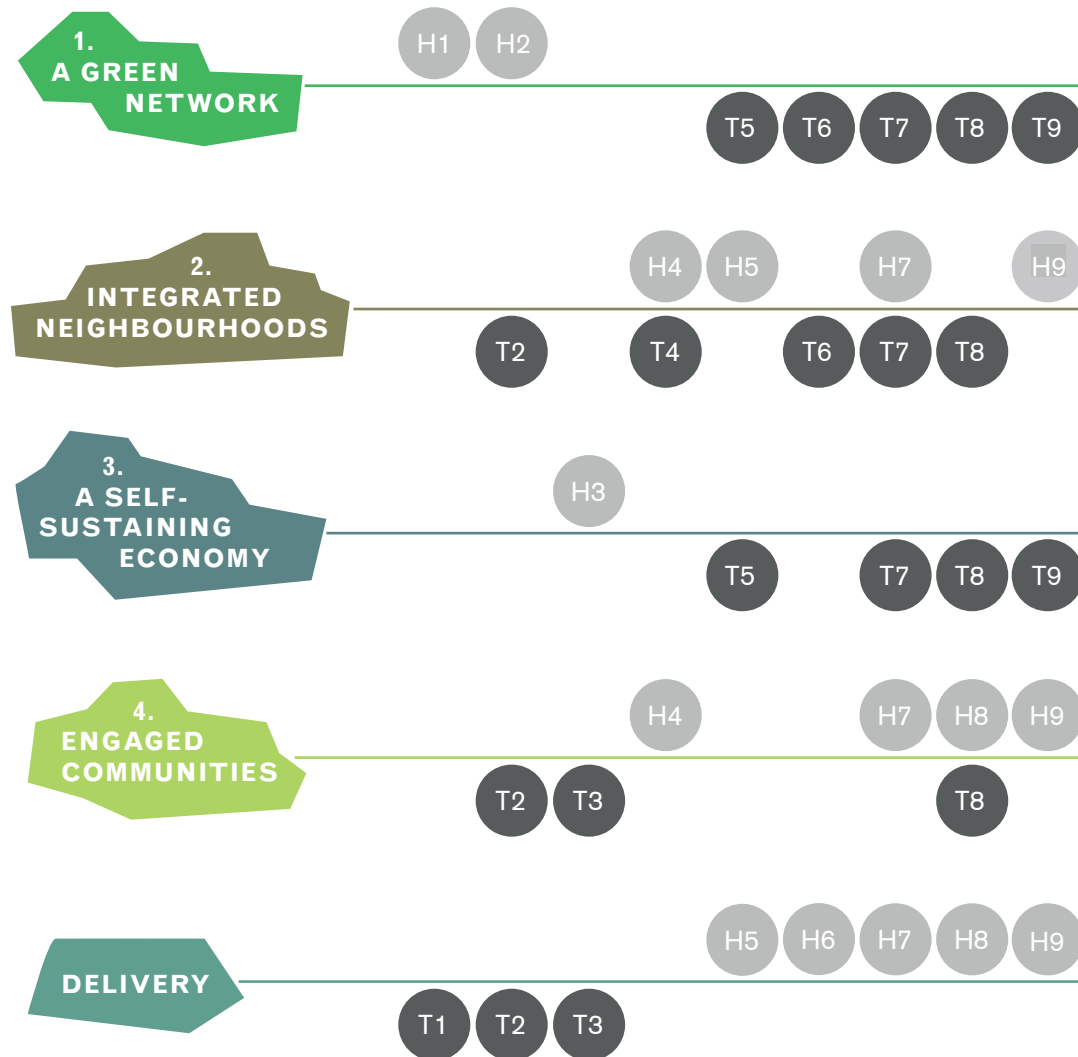 H1 H2
1.
A GREEN
NETWORK
T5 T6 T7 T8 T9
H4 H5 H7 H9
2.
INTEGRATED
NEIGHBOURHOODS
T2 T4 T6 T7 T8
H3
3.
A SELF-
SUSTAINING
ECONOMY
T5 T7 T8 T9
H4 H7 H8 H9
4.
ENGAGED
COMMUNITIES
T2 T3 T8
H5 H6 H7 H8 H9
DELIVERY
T1 T2 T3